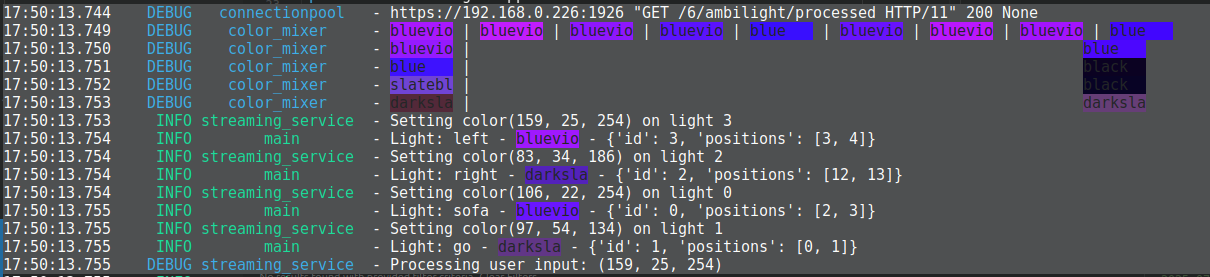 17:50:13.744 DEBUG connectionpool - https://192.168.0.226:1926 "GET /6/ambilight/processed HTTP/11" 200 None
17:50:13.749 DEBUG color_mixer - bluevio | bluevio | bluevio | bluevio | blue | bluevio | bluevio | bluevio | blue
17:50:13.750 DEBUG color_mixer - bluevio | blue
17:50:13.751 DEBUG color_mixer - blue | black
17:50:13.752 DEBUG color_mixer - slatebl | black
17:50:13.753 DEBUG color_mixer - darksla | darksla
17:50:13.753 INFO streaming_service - Setting color(159, 25, 254) on light 3
17:50:13.754 INFO main - Light: left - bluevio - {'id': 3, 'positions': [3, 4]}
17:50:13.754 INFO streaming_service - Setting color(83, 34, 186) on light 2
17:50:13.754 INFO main - Light: right - darksla - {'id': 2, 'positions': [12, 13]}
17:50:13.754 INFO streaming_service - Setting color(106, 22, 254) on light 0
17:50:13.755 INFO main - Light: sofa - bluevio - {'id': 0, 'positions': [2, 3]}
17:50:13.755 INFO streaming_service - Setting color(97, 54, 134) on light 1
17:50:13.755 INFO main - Light: go - darksla - {'id': 1, 'positions': [0, 1]}
17:50:13.755 DEBUG streaming_service - Processing user input: (159, 25, 254)